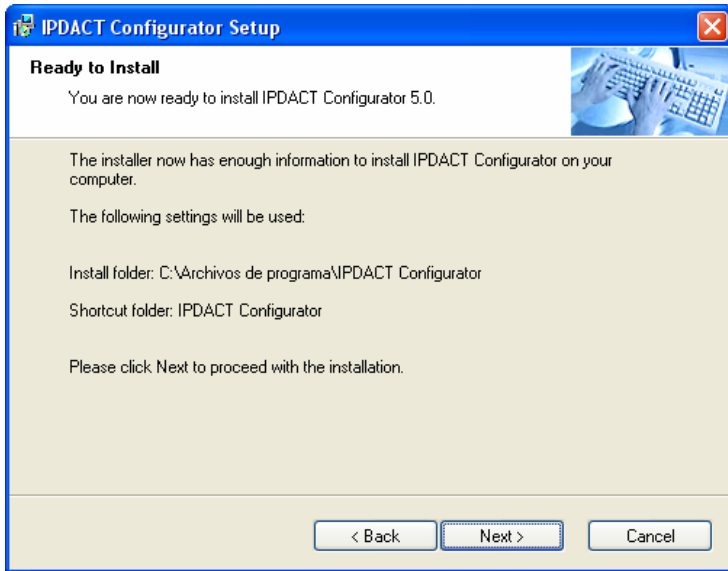 IPDACT Configurator Setup
Ready to Install
You are now ready to install IPDACT Configurator 5.0.
The installer now has enough information to install IPDACT Configurator on your
computer.
The following settings will be used:
Install folder: C:\Archivos de programa\IPDACT Configurator
Shortcut folder: IPDACT Configurator
Please click Next to proceed with the installation.
< Back
Next >
Cancel